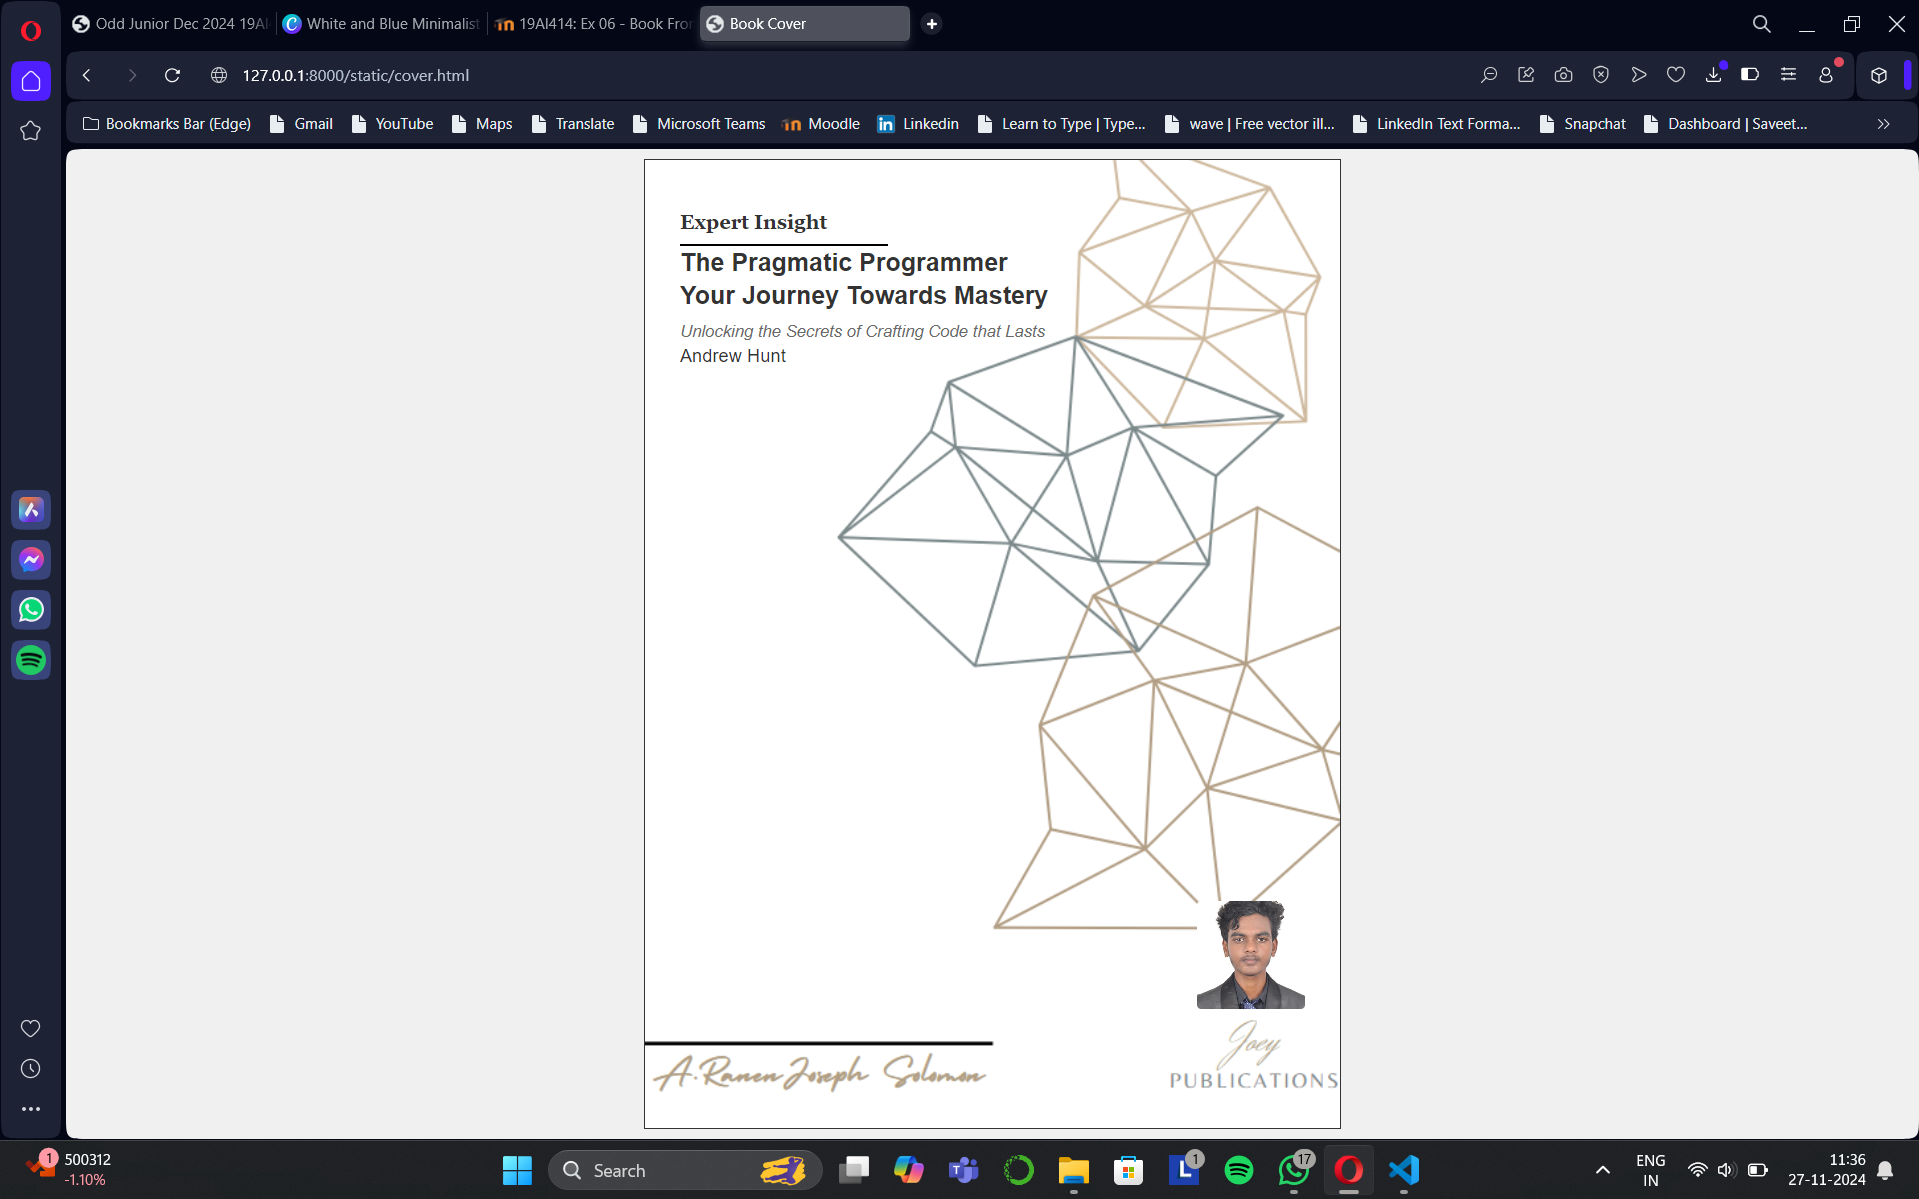 Odd Junior Dec 2024 19AI
White and Blue Minimalist
19AI414: Ex 06 - Book Fron
Book Cover
127.0.0.1:8000/static/cover.html
Bookmarks Bar (Edge)
Gmail
YouTube
Maps
Translate
Microsoft Teams
Moodle
Linkedin
Learn to Type | Type...
wave | Free vector ill...
LinkedIn Text Forma...
Snapchat
Dashboard | Saveet...
Expert Insight
The Pragmatic Programmer
Your Journey Towards Mastery
Unlocking the Secrets of Crafting Code that Lasts
Andrew Hunt
A.Ranen Joseph Solomon
Joey
PUBLICATIONS
1
500312
-1.10%
Search
L
1
17
ENG
IN
11:36
27-11-2024